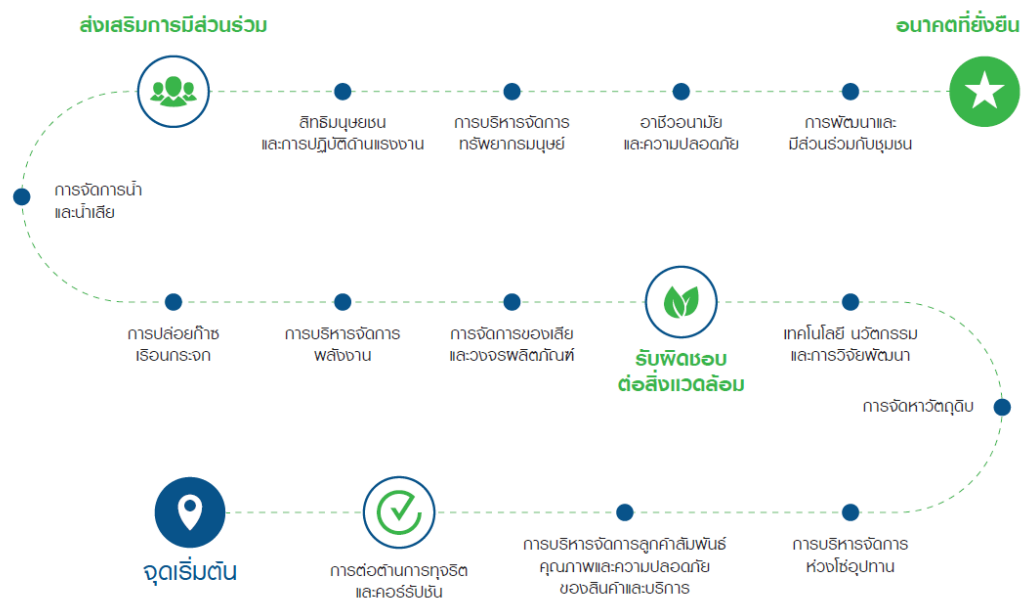 ส่งเสริมการมีส่วนร่วม
อนาคตที่ยั่งยืน
สิทธิมนุษยชน
และการปฏิบัติด้านแรงงาน
การบริหารจัดการ
ทรัพยากรมนุษย์
อาชีวอนามัย
และความปลอดภัย
การพัฒนาและ
มีส่วนร่วมกับชุมชน
การจัดการน้ำ
และน้ำเสีย
การปล่อยก๊าซ
เรือนกระจก
การบริหารจัดการ
พลังงาน
การจัดการของเสีย
และวงจรผลิตภัณฑ์
รับผิดชอบ
ต่อสิ่งแวดล้อม
เทคโนโลยี นวัตกรรม
และการวิจัยพัฒนา
การจัดหาวัตถุดิบ
จุดเริ่มต้น
การต่อต้านการทุจริต
และคอร์รัปชัน
การบริหารจัดการลูกค้าสัมพันธ์
คุณภาพและความปลอดภัย
ของสินค้าและบริการ
การบริหารจัดการ
ห่วงโซ่อุปทาน